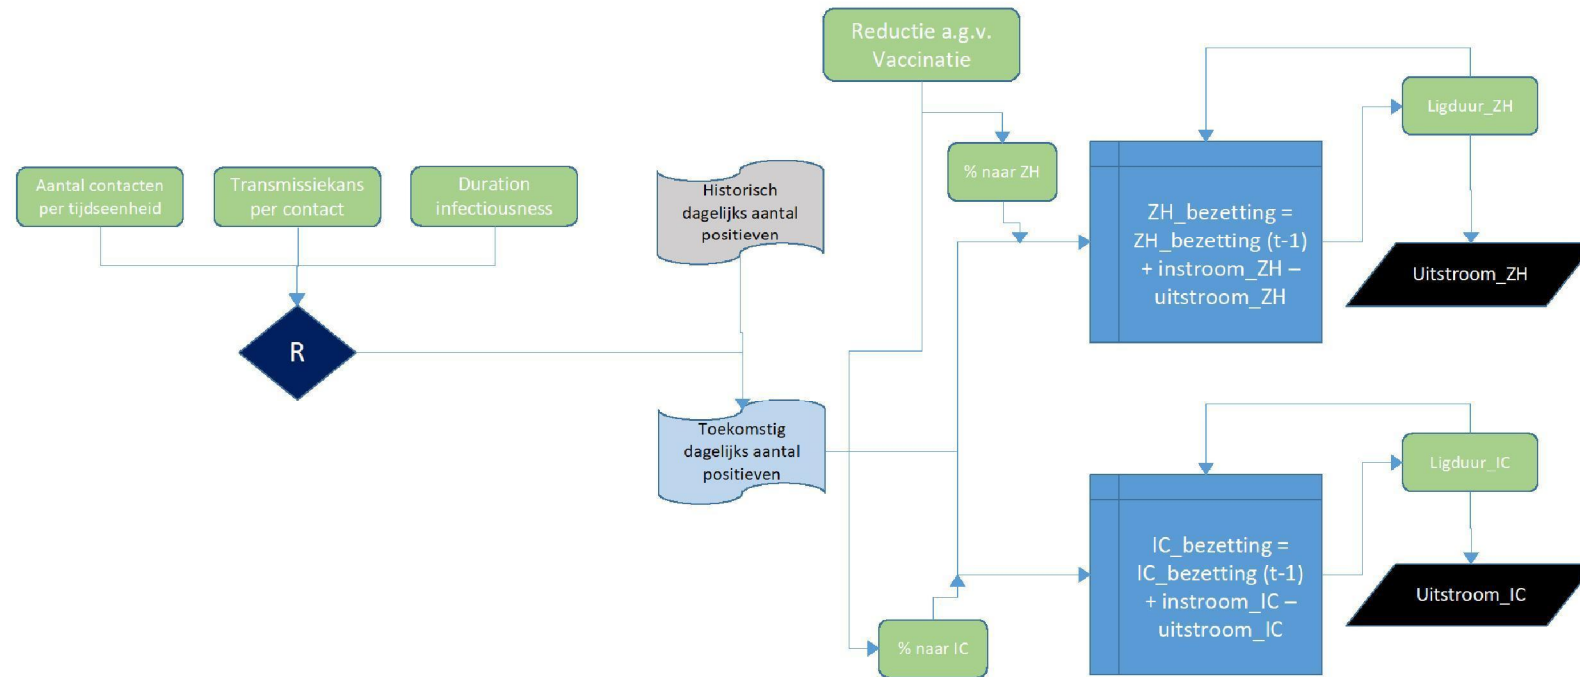 Reductie a.g.v.
Vaccinatie
Ligduur_ZH
% naar ZH
Aantal contacten
per tijdseenheid
Transmissiekans
per contact
Duration
infectiousness
Historisch
dagelijks aantal
positieven
ZH_bezetting =
ZH_bezetting (t-1)
+ instroom_ZH –
uitstroom_ZH
Uitstroom_ZH
R
Toekomstig
dagelijks aantal
positieven
Ligduur_IC
IC_bezetting =
IC_bezetting (t-1)
+ instroom_IC –
uitstroom_IC
Uitstroom_IC
% naar IC